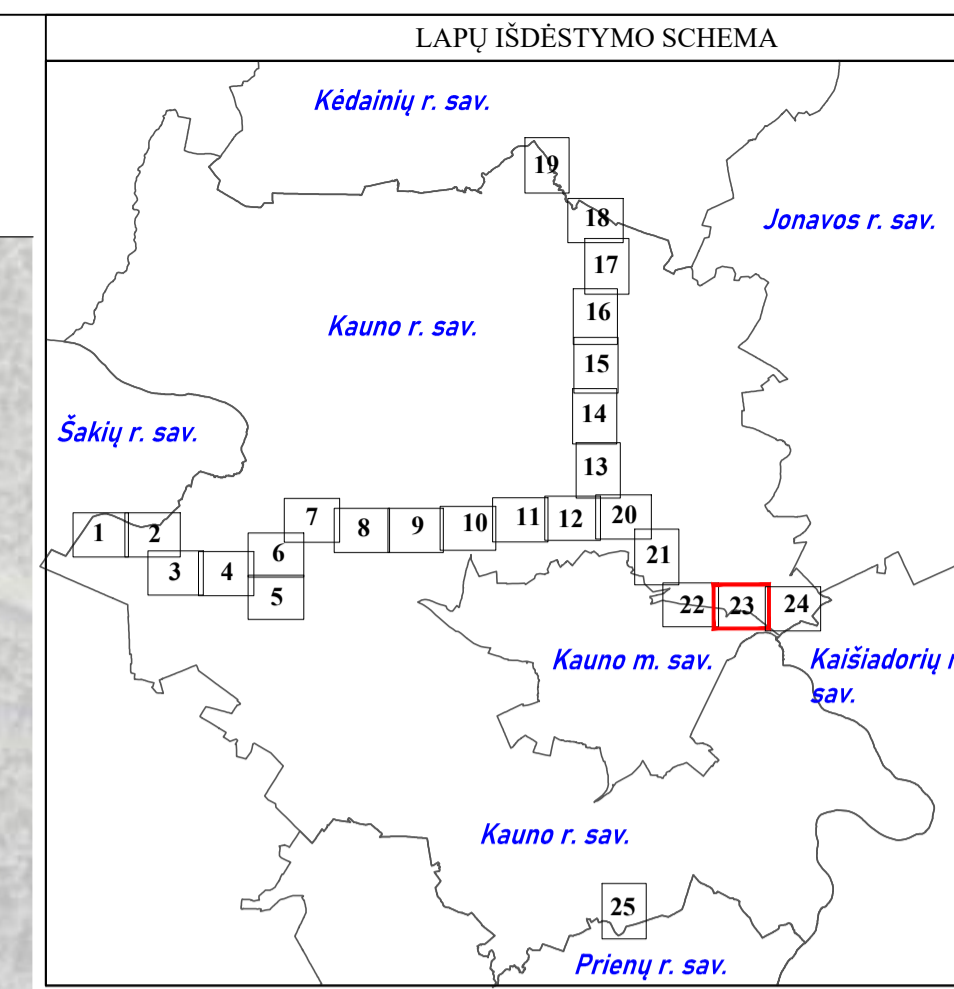 LAPŲ IŠDĖSTYMO SCHEMA
Kėdainių r. sav.
19
18
Jonavos r. sav.
17
16
Kauno r. sav.
15
14
Šakių r. sav.
13
1
2
7
8
9
10
11
12
20
3
4
6
5
21
22
23
24
Kauno m. sav.
Kaišiadorių r
sav.
Kauno r. sav.
25
Prienų r. sav.